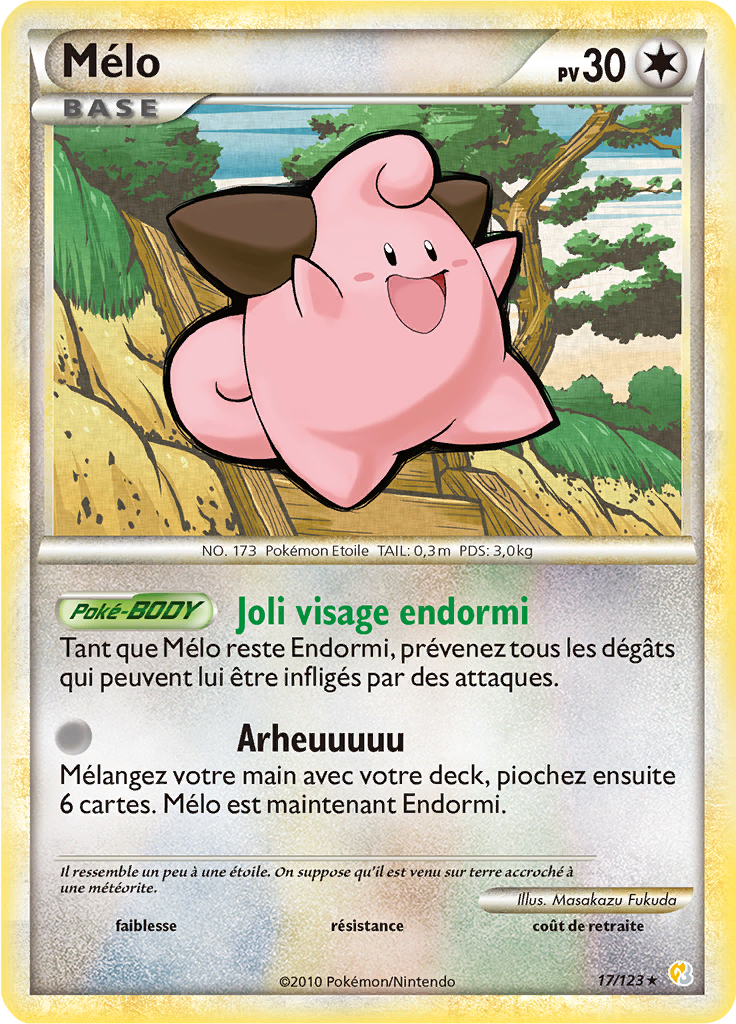 Mélo
PV 30
BASE
NO. 173 Pokémon Etoile TAIL: 0,3m PDS: 3,0kg
Poké-BODY Joli visage endormi
Tant que Mélo reste Endormi, prévenez tous les dégâts
qui peuvent lui être infligés par des attaques.
Arheuuuuu
Mélangez votre main avec votre deck, piochez ensuite
6 cartes. Mélo est maintenant Endormi.
Il ressemble un peu à une étoile. On suppose qu'il est venu sur terre accroché à
une météorite.
Illus. Masakazu Fukuda
faiblesse résistance coût de retraite
©2010 Pokémon/Nintendo
17/123★